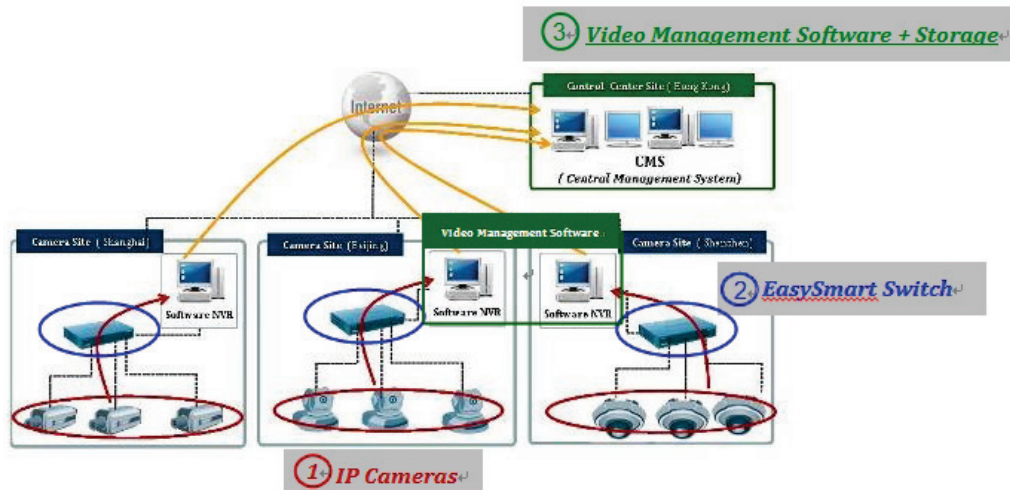 ③ Video Management Software + Storage
Control Center Site ( Hong Kong)
Internet
CMS
( Central Management System)
Camera Site ( Shanghai)
Camera Site (Beijing)
Video Management Software
Camera Site ( Shenzhen)
② EasySmart Switch
Software NVR
Software NVR
Software NVR
① IP Cameras